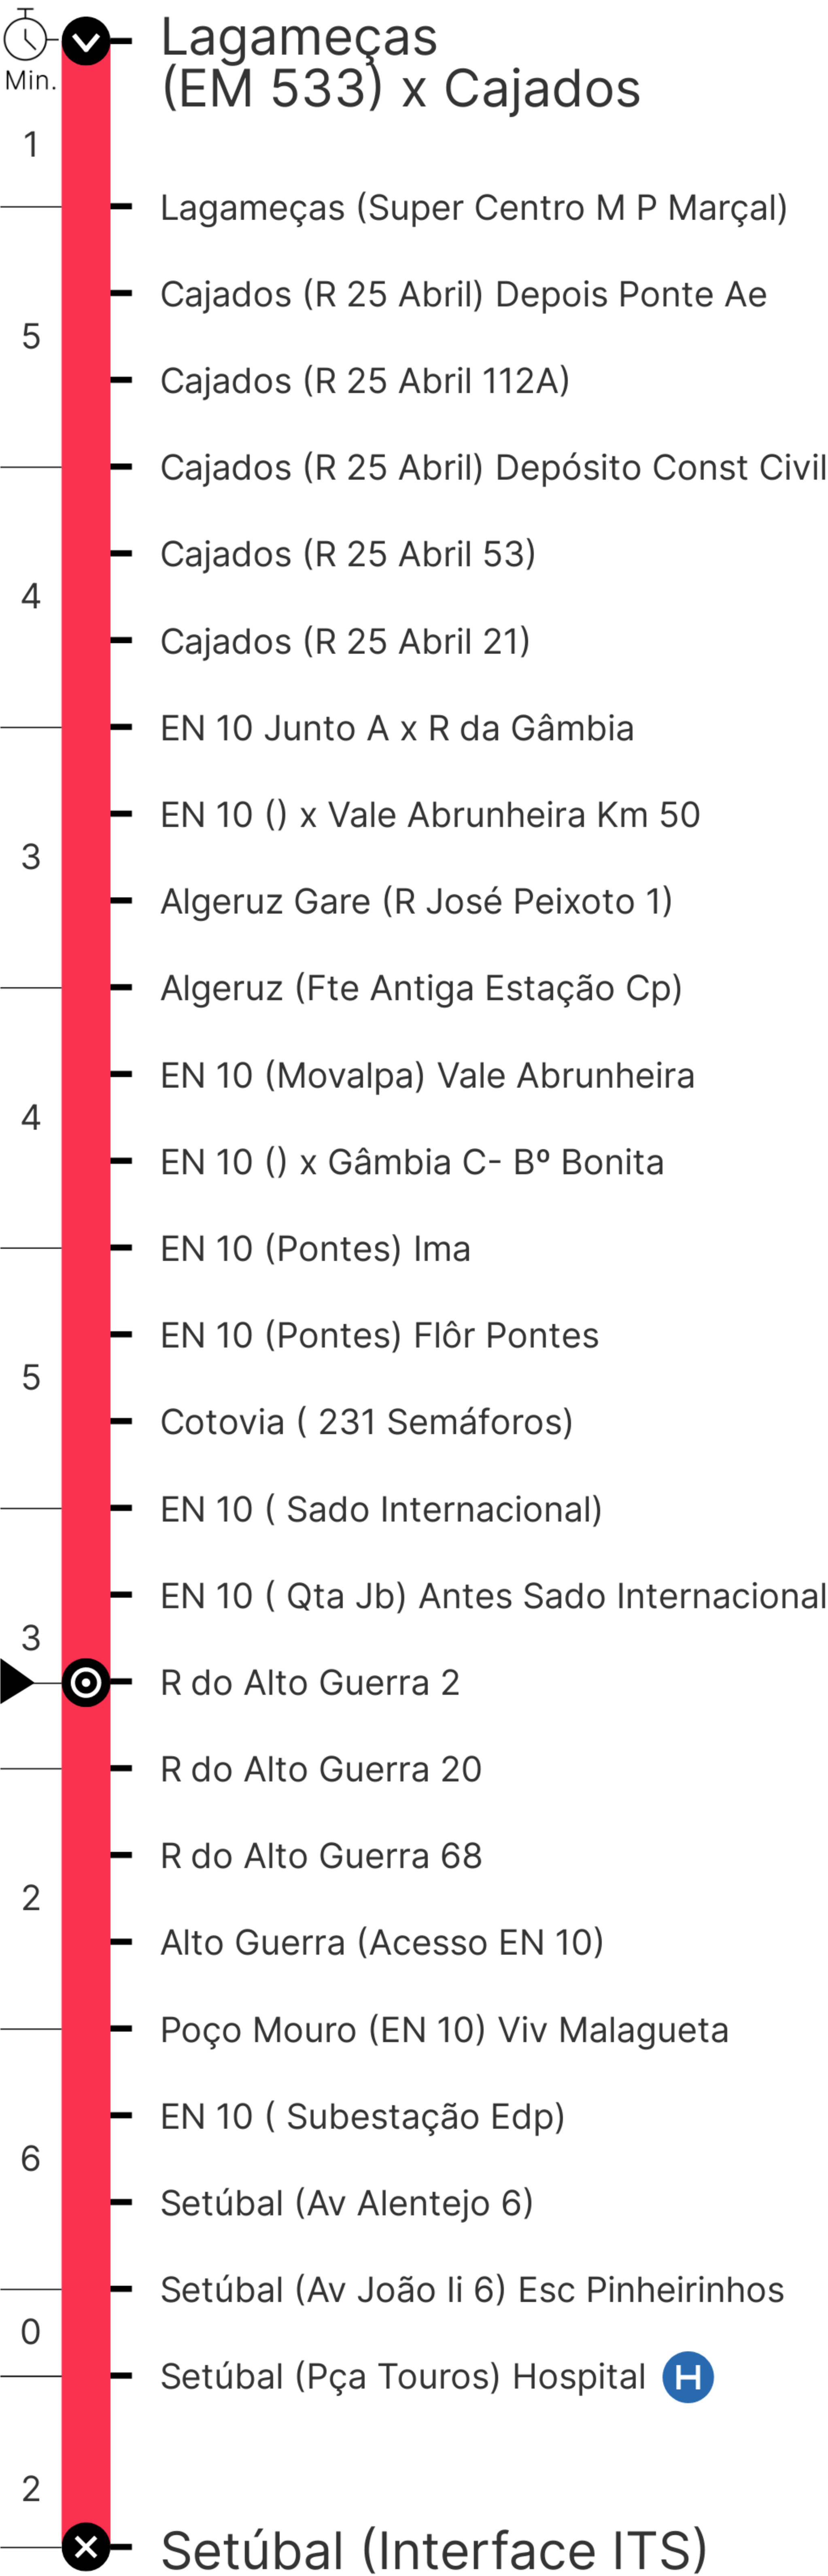 Lagameças
(EM 533) x Cajados
Min.
1
Lagameças (Super Centro M P Marçal)
Cajados (R 25 Abril) Depois Ponte Ae
5
Cajados (R 25 Abril 112A)
Cajados (R 25 Abril) Depósito Const Civil
Cajados (R 25 Abril 53)
4
Cajados (R 25 Abril 21)
EN 10 Junto A x R da Gâmbia
EN 10 () x Vale Abrunheira Km 50
3
Algeruz Gare (R José Peixoto 1)
Algeruz (Fte Antiga Estação Cp)
EN 10 (Movalpa) Vale Abrunheira
4
EN 10 () x Gâmbia C- Bº Bonita
EN 10 (Pontes) Ima
EN 10 (Pontes) Flôr Pontes
5
Cotovia ( 231 Semáforos)
EN 10 ( Sado Internacional)
EN 10 ( Qta Jb) Antes Sado Internacional
3
R do Alto Guerra 2
R do Alto Guerra 20
R do Alto Guerra 68
2
Alto Guerra (Acesso EN 10)
Poço Mouro (EN 10) Viv Malagueta
EN 10 ( Subestação Edp)
6
Setúbal (Av Alentejo 6)
Setúbal (Av João Ii 6) Esc Pinheirinhos
0
Setúbal (Pça Touros) Hospital H
2
Setúbal (Interface ITS)